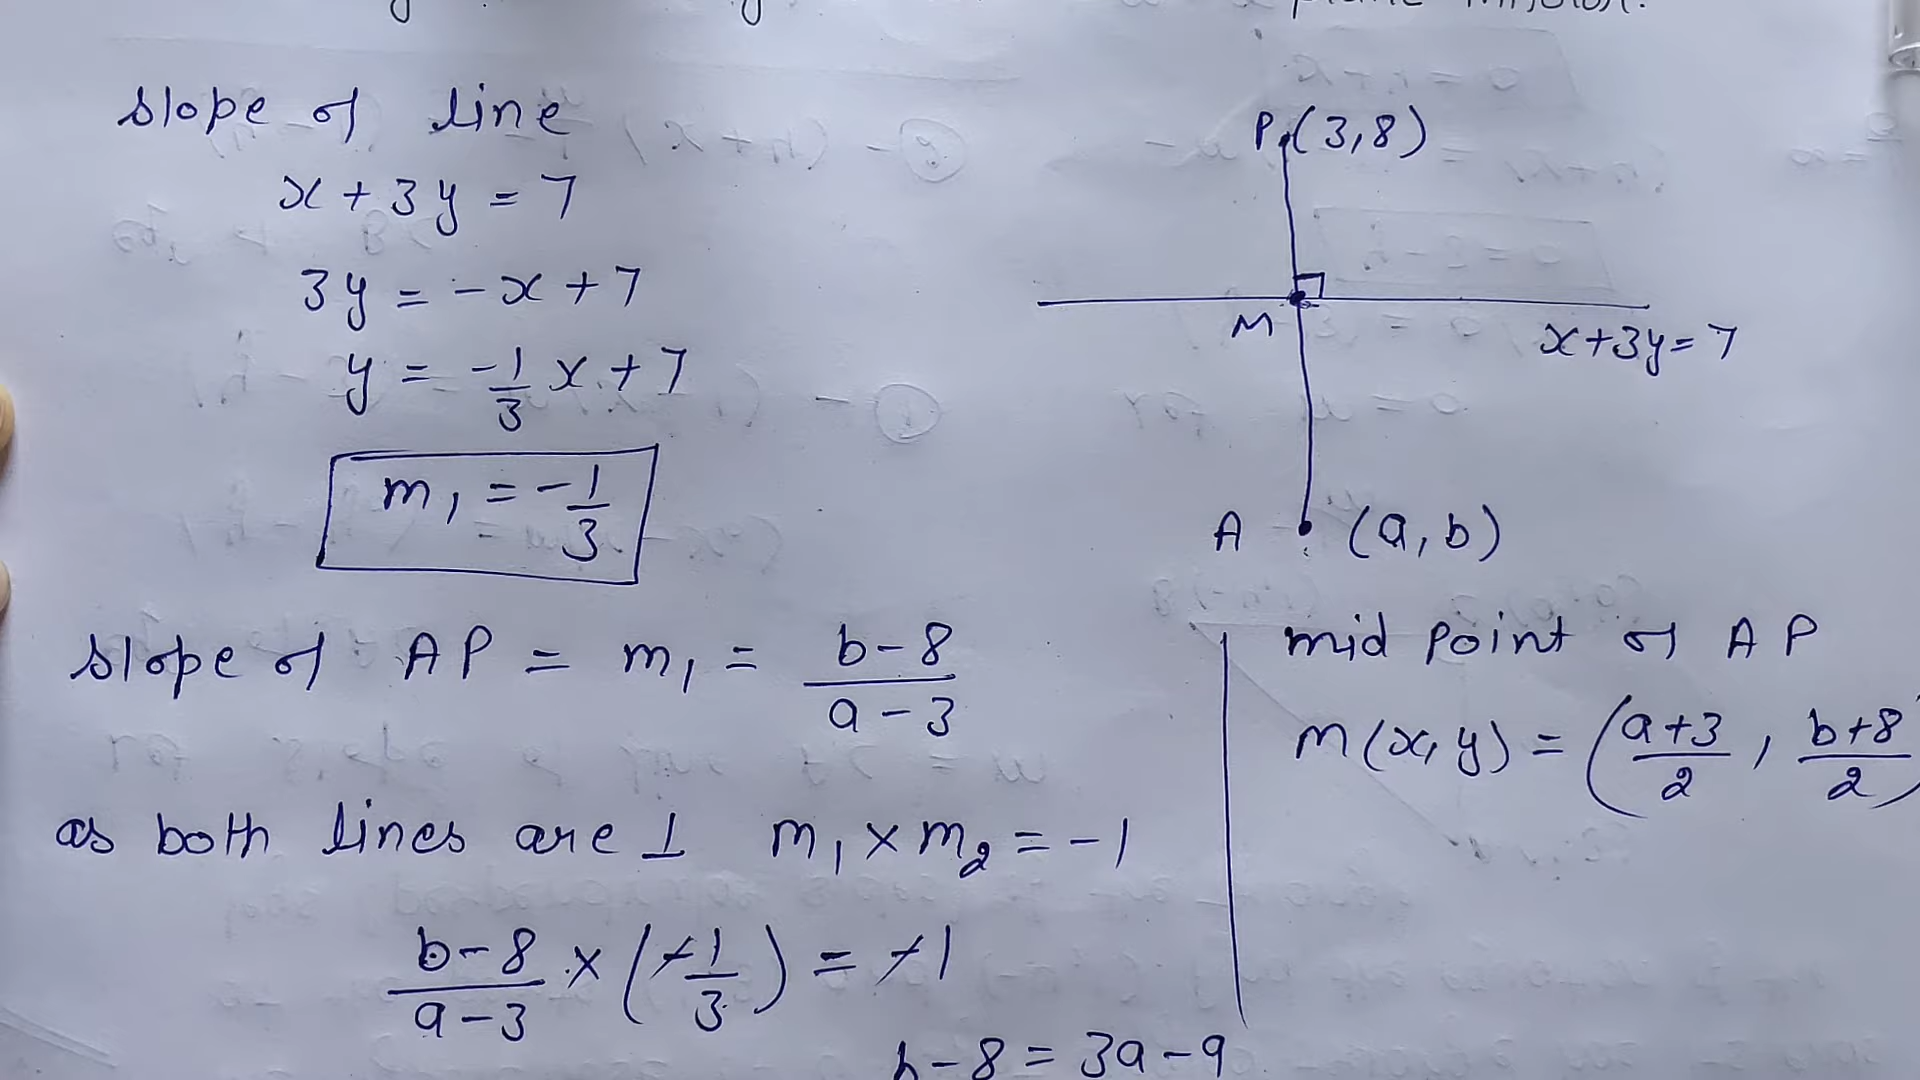 slope of line
x + 3y = 7
3y = -x + 7
y = -1/3 x + 7
m₁ = -1/3
slope of AP = m₁ = b-8/a-3
as both lines are ⊥ m₁ × m₂ = -1
b-8/a-3 × (-1/3) = -1
b-8 = 3a-9
P (3,8)
M
x+3y=7
A (a, b)
mid point of AP
m(x, y) = (a+3/2, b+8/2)